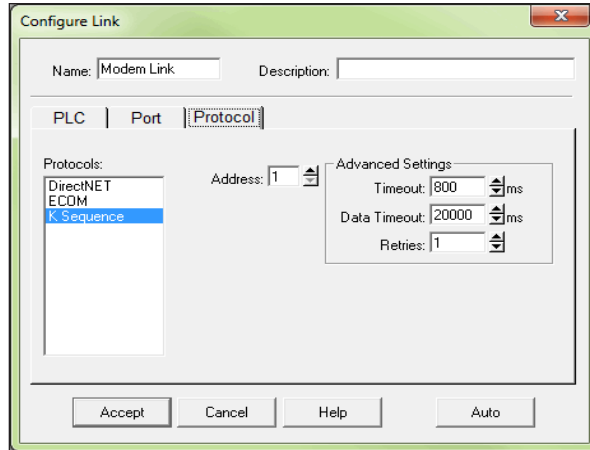 Configure Link
Name: Modem Link Description:
PLC Port Protocol
Protocols:
DirectNET
ECOM
K Sequence
Address: 1
Advanced Settings
Timeout: 800 ms
Data Timeout: 20000 ms
Retries: 1
Accept Cancel Help Auto